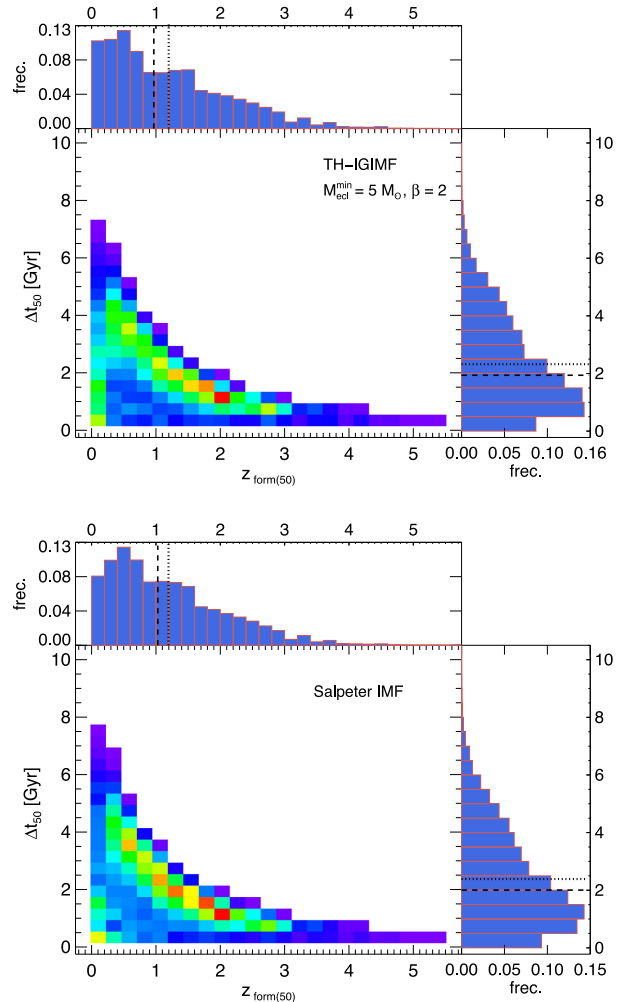 0 1 2 3 4 5
0.13
0.08
0.04
0.00
frec.
10
8
6
4
2
0
Δt50 [Gyr]
TH-IGIMF
M_ecl^min = 5 M_O, β = 2
10
8
6
4
2
0
0 1 2 3 4 5
z form(50)
0.00 0.05 0.10 0.16
frec.
0 1 2 3 4 5
0.13
0.08
0.04
0.00
frec.
10
8
6
4
2
0
Δt50 [Gyr]
Salpeter IMF
10
8
6
4
2
0
0 1 2 3 4 5
z form(50)
0.00 0.05 0.10 0.15
frec.